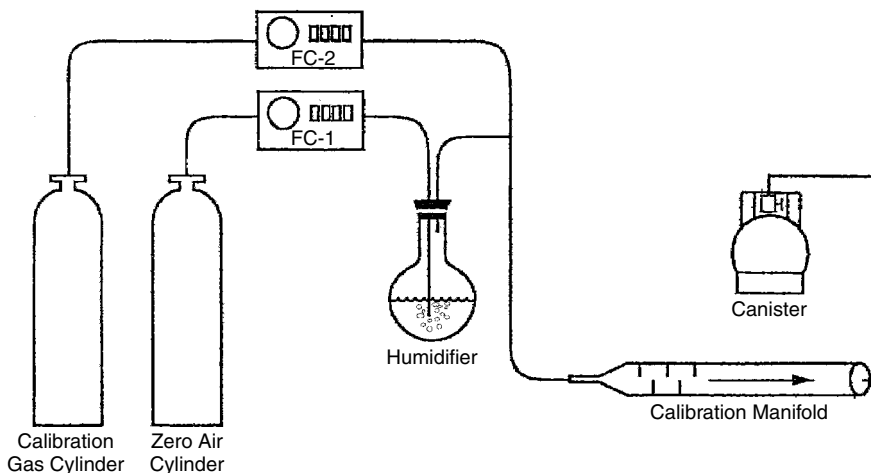 FC-2
FC-1
Canister
Humidifier
Calibration Manifold
Calibration
Gas Cylinder
Zero Air
Cylinder